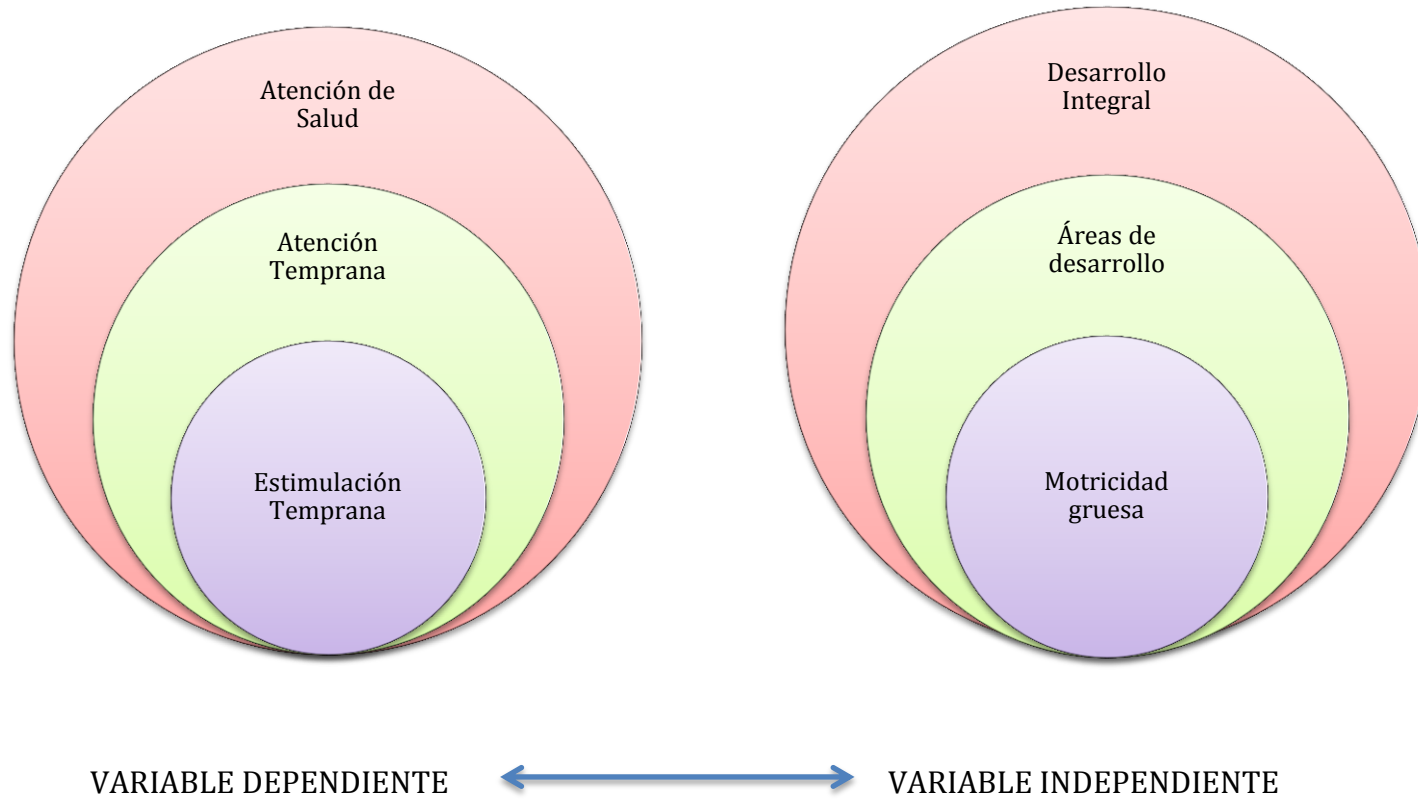 Atención de
Salud
Atención
Temprana
Estimulación
Temprana
Desarrollo
Integral
Áreas de
desarrollo
Motricidad
gruesa
VARIABLE DEPENDIENTE
VARIABLE INDEPENDIENTE